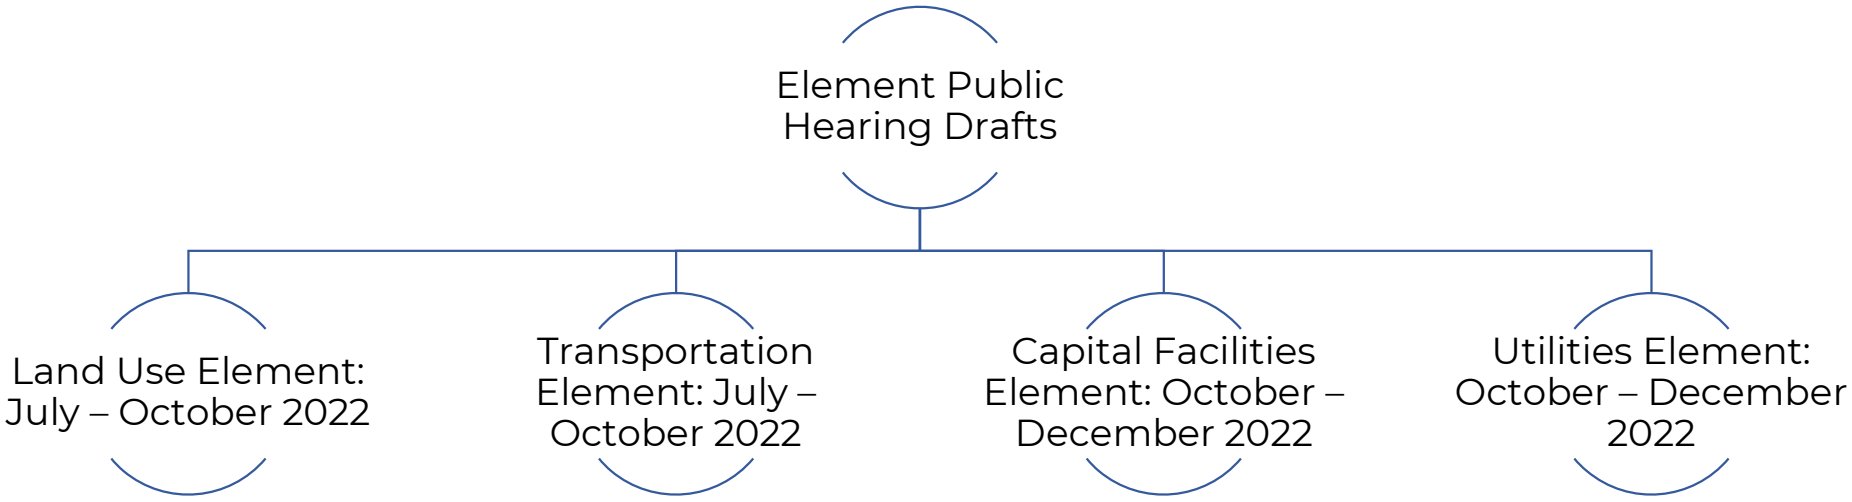 Element Public
Hearing Drafts
Land Use Element:
July – October 2022
Transportation
Element: July –
October 2022
Capital Facilities
Element: October –
December 2022
Utilities Element:
October – December
2022